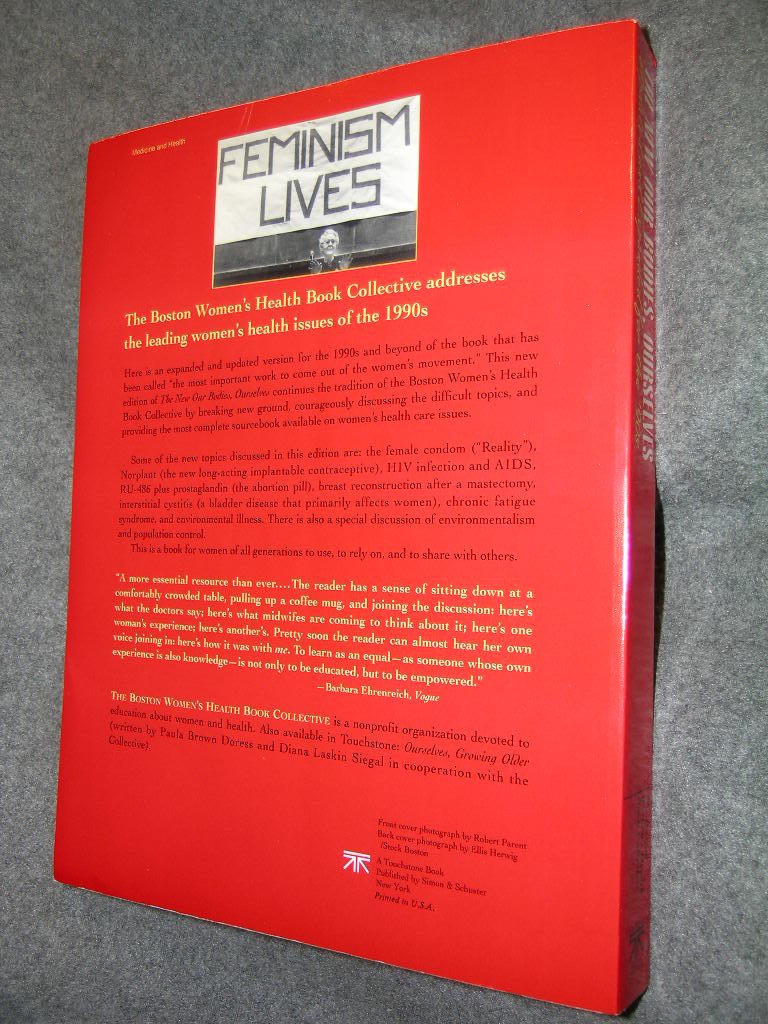 Medicine and Health
FEMINISM
LIVES
The Boston Women's Health Book Collective addresses
the leading women's health issues of the 1990s
Here is an expanded and updated version for the 1990s and beyond of the book that has
been called "the most important work to come out of the women's movement." This new
edition of The New Our Bodies, Ourselves continues the tradition of the Boston Women's Health
Book Collective by breaking new ground, courageously discussing the difficult topics, and
providing the most complete sourcebook available on women's health care issues.
Some of the new topics discussed in this edition are: the female condom ("Reality"),
Norplant (the new long-acting implantable contraceptive), HIV infection and AIDS,
RU-486 plus prostaglandin (the abortion pill), breast reconstruction after a mastectomy,
interstitial cystitis (a bladder disease that primarily affects women), chronic fatigue
syndrome, and environmental illness. There is also a special discussion of environmentalism
and population control.
This is a book for women of all generations to use, to rely on, and to share with others.
"A more essential resource than ever....The reader has a sense of sitting down at a
comfortably crowded table, pulling up a coffee mug, and joining the discussion: here's
what the doctors say; here's what midwifes are coming to think about it; here's one
woman's experience; here's another's. Pretty soon the reader can almost hear her own
voice joining in: here's how it was with me. To learn as an equal—as someone whose own
experience is also knowledge—is not only to be educated, but to be empowered."
—Barbara Ehrenreich, Vogue
THE BOSTON WOMEN'S HEALTH BOOK COLLECTIVE is a nonprofit organization devoted to
education about women and health. Also available in Touchstone: Ourselves, Growing Older
(written by Paula Brown Doress and Diana Laskin Siegal in cooperation with the
Collective).
Front cover photograph by Robert Parent
Back cover photograph by Ellis Herwig
/Stock Boston
A Touchstone Book
Published by Simon & Schuster
New York
Printed in U.S.A.
THE NEW OUR BODIES, OURSELVES